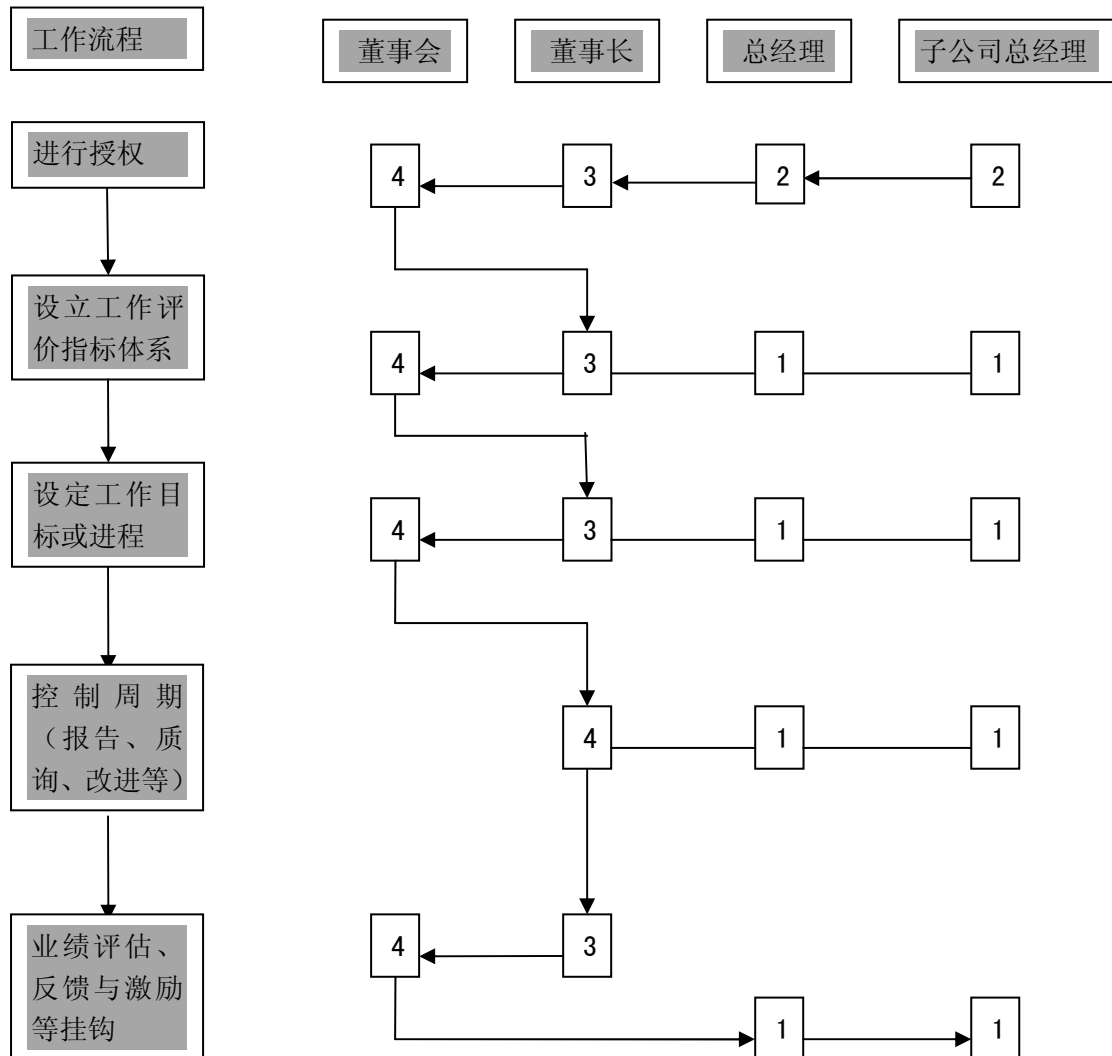 工作流程
董事会 董事长 总经理 子公司总经理
进行授权
4 3 2 2
设立工作评
价指标体系
4 3 1 1
设定工作目
标或进程
4 3 1 1
控制周期
（报告、质
询、改进等）
4 1 1
业绩评估、
反馈与激励
等挂钩
4 3
1 1